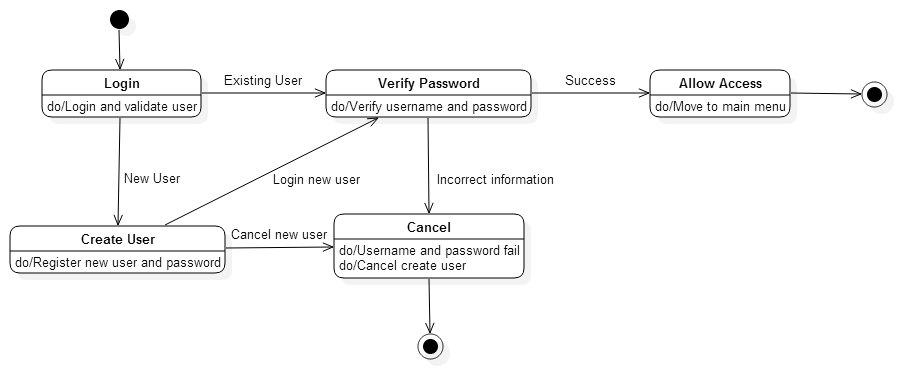 Login
do/Login and validate user
Existing User
Verify Password
do/Verify username and password
Success
Allow Access
do/Move to main menu
New User
Login new user
Incorrect information
Create User
do/Register new user and password
Cancel new user
Cancel
do/Username and password fail
do/Cancel create user